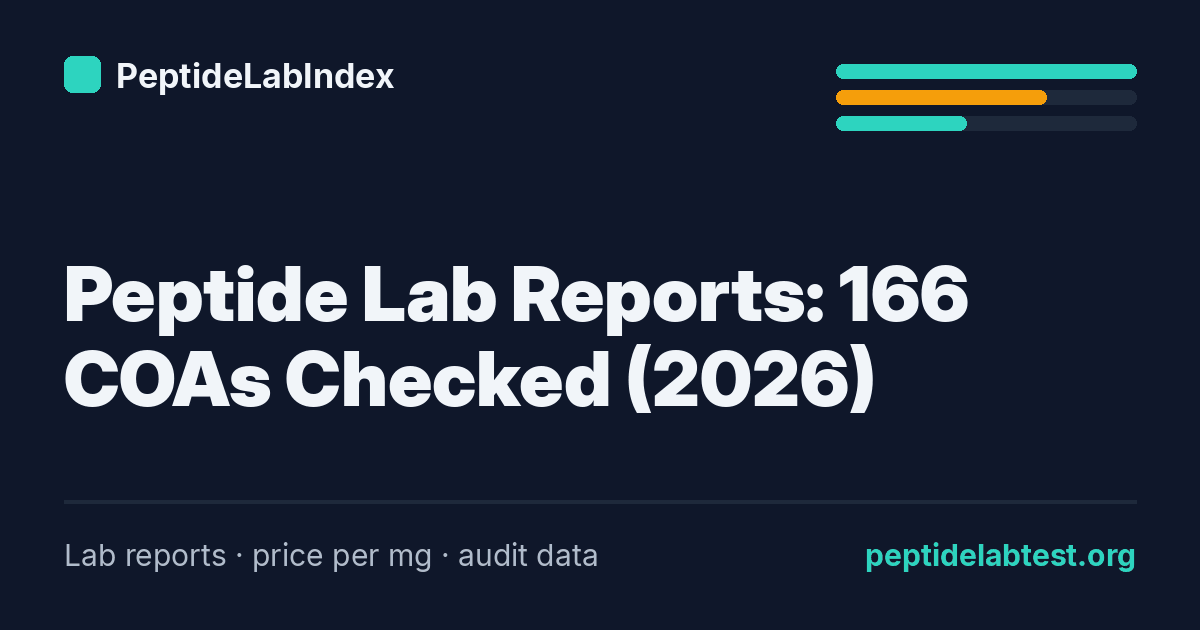 PeptideLabIndex
Peptide Lab Reports: 166
COAs Checked (2026)
Lab reports · price per mg · audit data
peptidelabtest.org